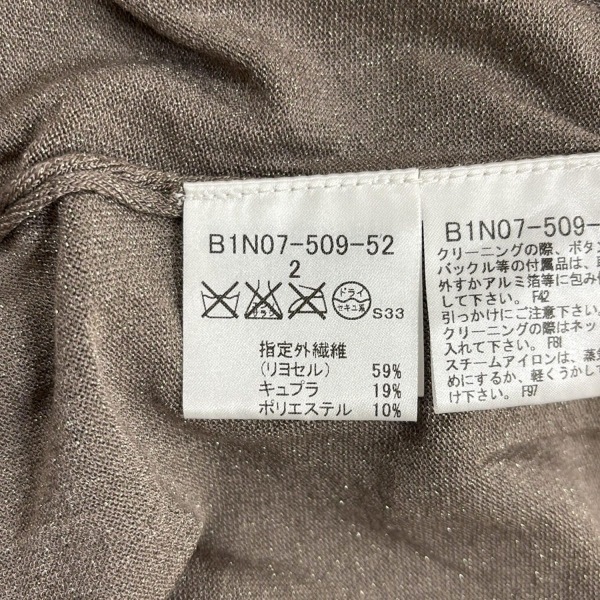 B1N07-509-52
2
エンソ
サラシ
ドライ
セキユ系
S33
指定外繊維
(リヨセル) 59%
キュプラ 19%
ポリエステル 10%
B1N07-509-
クリーニングの際、ボタン
バックル等の付属品は、
外すかアルミ箔等に包み
して下さい。 F42
引っかけにご注意下さい。
クリーニングの際はネッ
入れて下さい。 F81
スチームアイロンは、蒸
めにするか、軽くうかし
け下さい。 F97